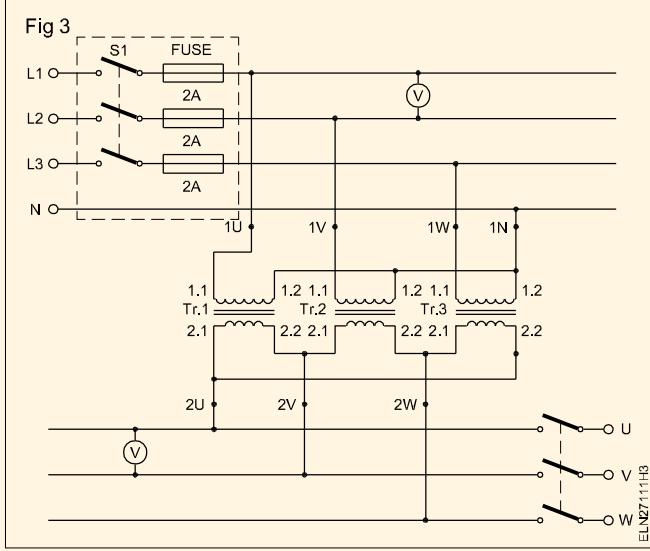 Fig 3
S1 FUSE
L1
2A
V
L2
2A
L3
2A
N
1U 1V 1W 1N
1.1 1.2 1.1 1.2 1.1 1.2
Tr.1 Tr.2 Tr.3
2.1 2.2 2.1 2.2 2.1 2.2
2U 2V 2W
U
V
V
W
ELN27111H3